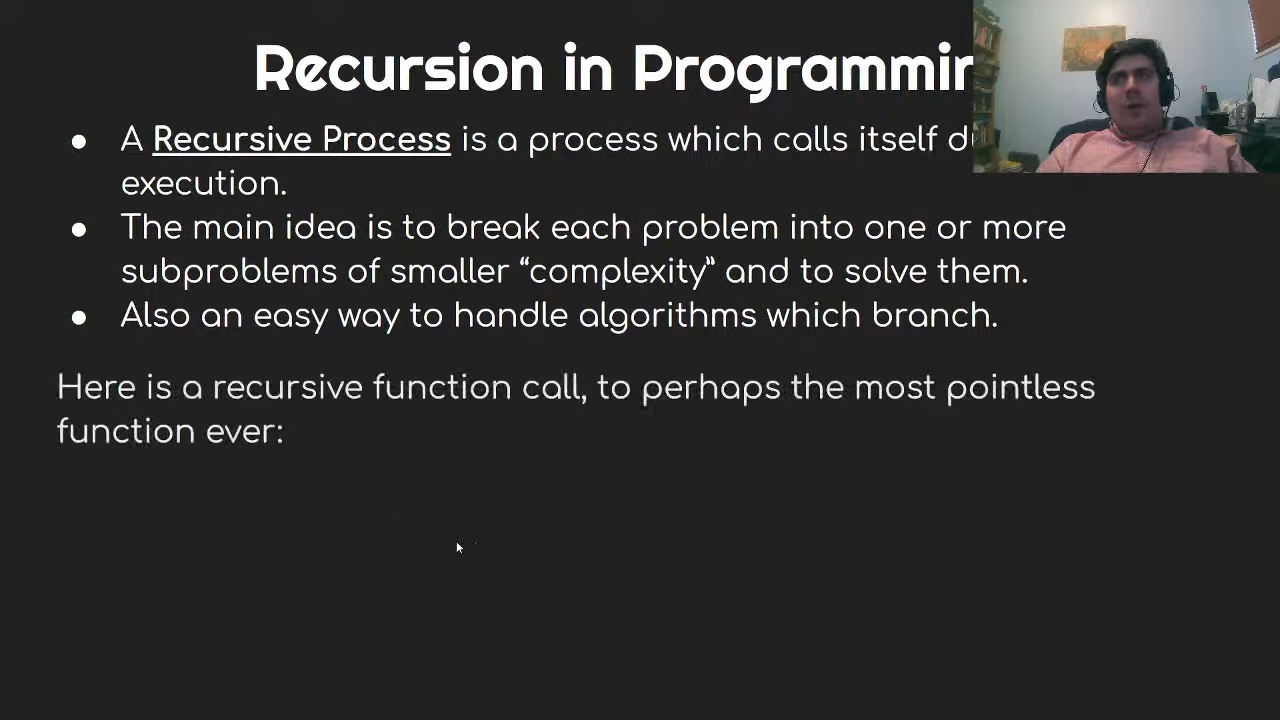 Recursion in
● A Recursive Process is a process which calls itself
execution.
● The main idea is to break each problem into one or more
subproblems of smaller “complexity” and to solve them.
● Also an easy way to handle algorithms which branch.
Here is a recursive function call, to perhaps the most pointless
function ever: